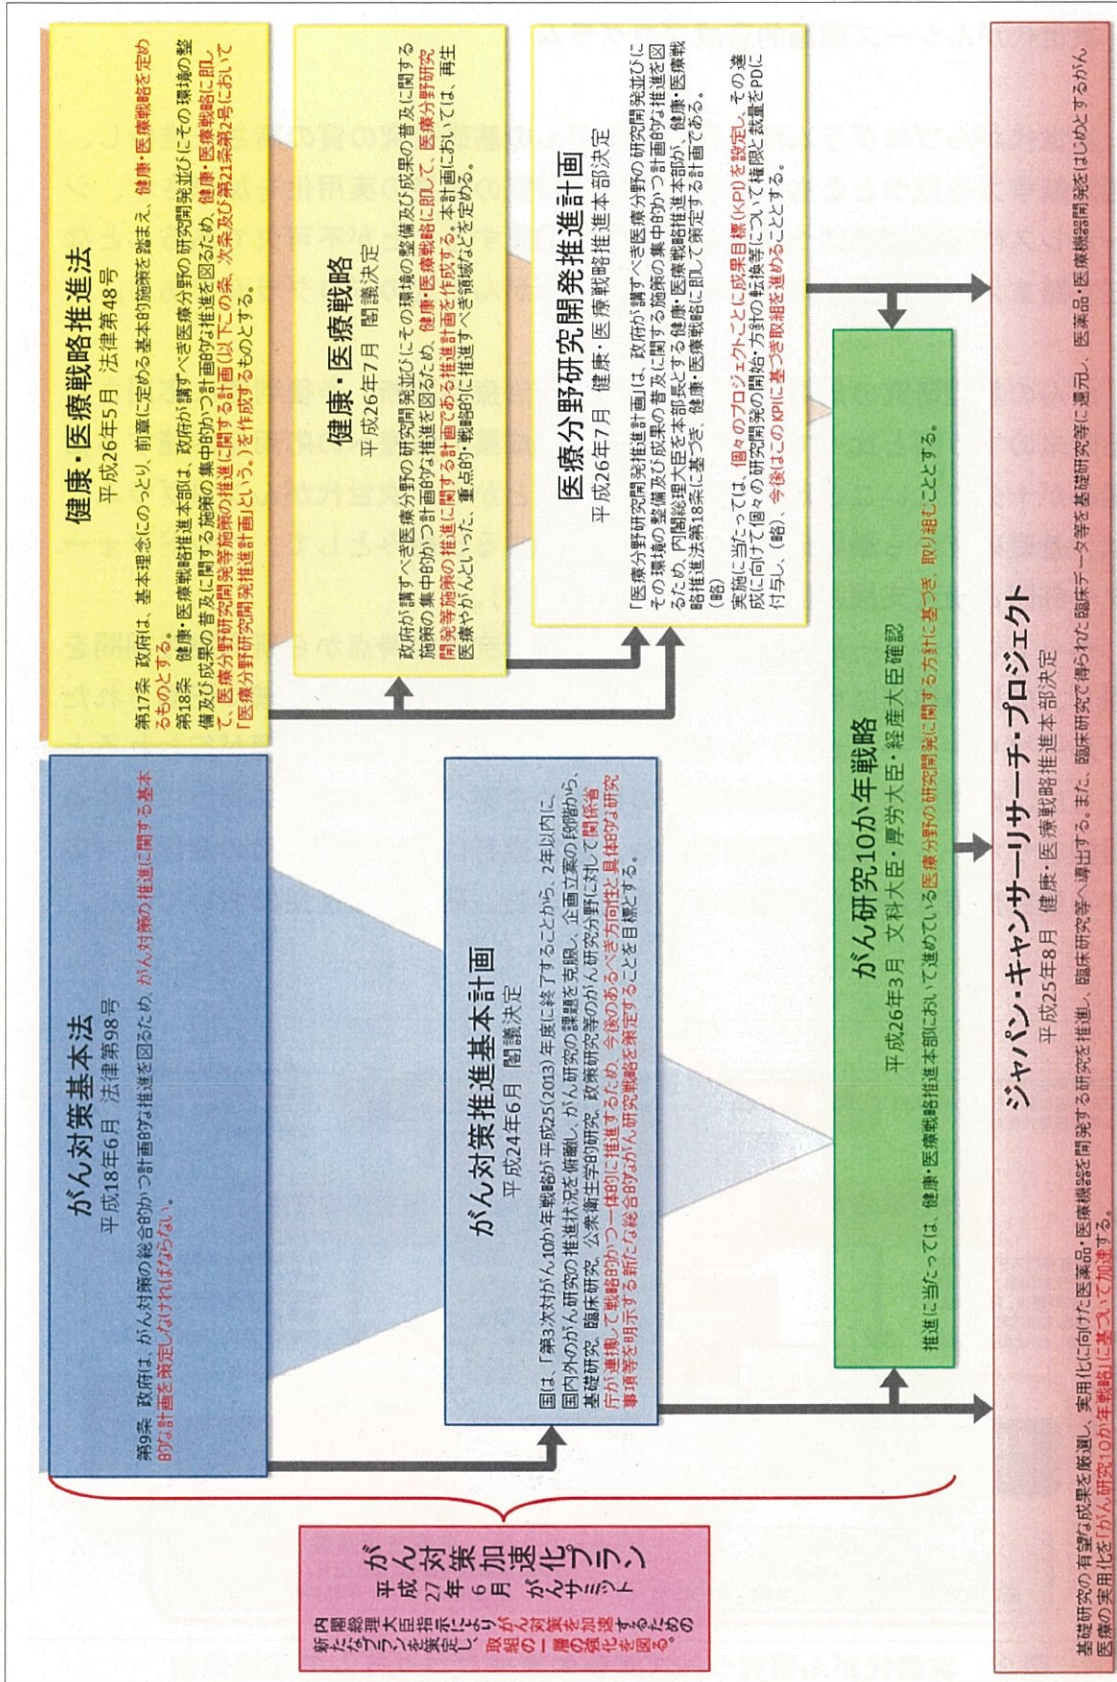 がん対策基本法
平成18年6月 法律第98号
第9条 政府は、がん対策の総合的かつ計画的な推進を図るため、がん対策の推進に関する基本
的な計画を策定しなければならない。
健康・医療戦略推進法
平成26年5月 法律第48号
第17条 政府は、基本理念にのっとり、前章に定める基本的施策を踏まえ、健康・医療戦略を定め
るものとする。
第18条 健康・医療戦略推進本部は、政府が講ずべき医療分野の研究開発並びにその環境の整
備及び成果の普及に関する施策の集中的かつ計画的な推進を図るため、健康・医療戦略に即し
て、医療分野研究開発等施策の推進に関する計画(以下この条、次条及び第21条第2号において
「医療分野研究開発推進計画」という。)を作成するものとする。
健康・医療戦略
平成26年7月 閣議決定
政府が講ずべき医療分野の研究開発並びにその環境の整備及び成果の普及に関する
施策の集中的かつ計画的な推進を図るため、健康・医療戦略に即して、医療分野研究
開発等施策の推進に関する計画である推進計画を作成する。本計画においては、再生
医療やがんといった、重点的・戦略的に推進すべき領域などを定める。
がん対策推進基本計画
平成24年6月 閣議決定
国は、「第3次対がん10か年戦略が平成25(2013)年度に終了することから、2年以内に、
国内外のがん研究の推進状況を俯瞰し、がん研究の課題を克服し、企画立案の段階から、
基礎研究、臨床研究、公衆衛生学的研究、政策研究等のがん研究分野に対して関係省
庁が連携して戦略的かつ一体的に推進するため、今後のあるべき方向性と具体的な研究
事項等を明示する新たな総合的ながん研究戦略を策定することを目標とする。
医療分野研究開発推進計画
平成26年7月 健康・医療戦略推進本部決定
「医療分野研究開発推進計画」は、政府が講ずべき医療分野の研究開発並びに
その環境の整備及び成果の普及に関する施策の集中的かつ計画的な推進を図
るため、内閣総理大臣を本部長とする健康・医療戦略推進本部が、健康・医療戦
略推進法第18条に基づき、健康・医療戦略に即して策定する計画である。
(略)
実施に当たっては、個々のプロジェクトごとに成果目標(KPI)を設定し、その達
成に向けて個々の研究開発の開始・方針の転換等について権限と裁量をPDに
付与し、(略)、今後はこのKPIに基づき取組を進めることとする。
がん対策加速化プラン
平成27年6月 がんサミット
内閣総理大臣指示によりがん対策を加速するための
新たなプランを策定し、取組の一層の強化を図る。
がん研究10か年戦略
平成26年3月 文科大臣・厚労大臣・経産大臣確認
推進に当たっては、健康・医療戦略推進本部において進めている医療分野の研究開発に関する方針に基づき、取り組むこととする。
ジャパン・キャンサーリサーチ・プロジェクト
平成25年8月 健康・医療戦略推進本部決定
基礎研究の有望な成果を厳選し、実用化に向けた医薬品・医療機器を開発する研究を推進し、臨床研究等へ導出する。また、臨床研究で得られた臨床データ等を基礎研究等に還元し、医薬品・医療機器開発をはじめとするがん
医療の実用化を「がん研究10か年戦略」に基づいて加速する。